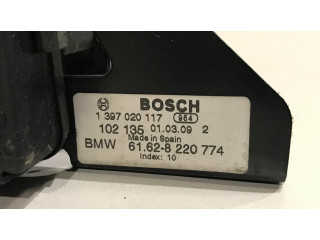 BOSCH
1 397 020 117 964
102 135 01.03.09 2
Made in Spain
BMW 61.62-8 220 774
Index: 10